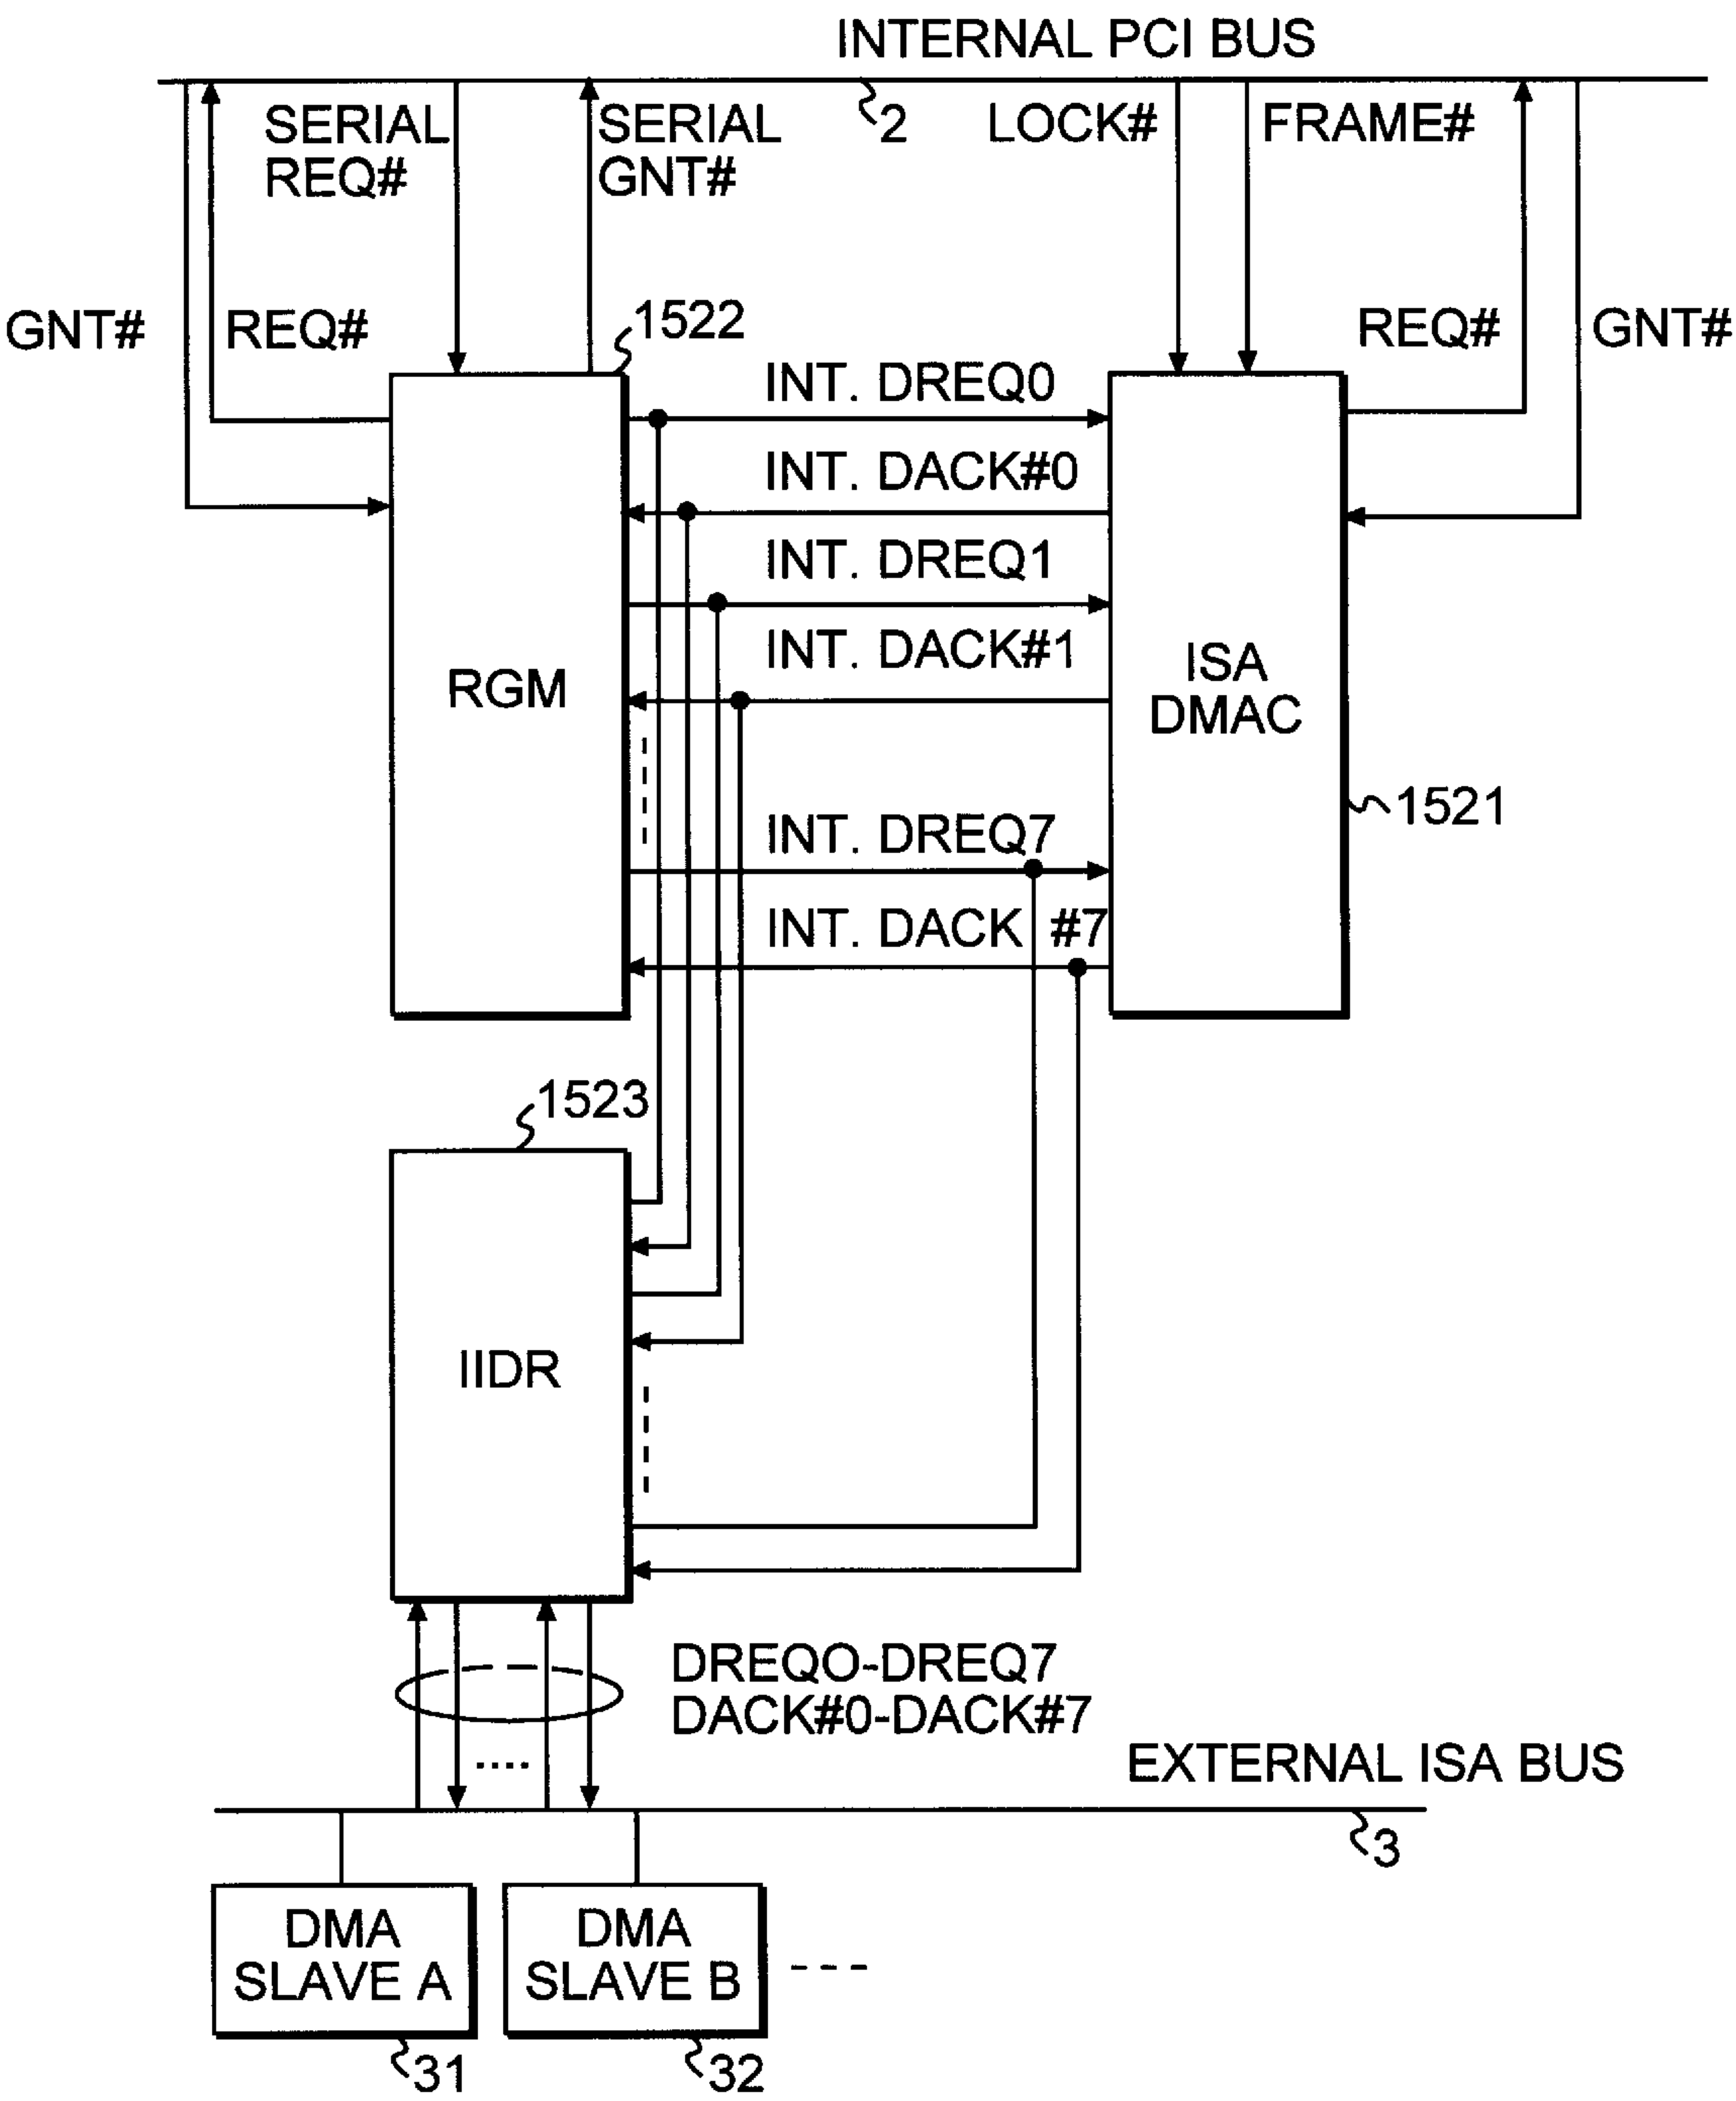 INTERNAL PCI BUS
2
SERIAL
REQ#
SERIAL
GNT#
LOCK#
FRAME#
GNT#
REQ#
1522
REQ#
GNT#
INT. DREQ0
INT. DACK#0
INT. DREQ1
INT. DACK#1
RGM
ISA
DMAC
1521
INT. DREQ7
INT. DACK #7
1523
IIDR
DREQO-DREQ7
DACK#0-DACK#7
EXTERNAL ISA BUS
3
DMA
SLAVE A
DMA
SLAVE B
31
32